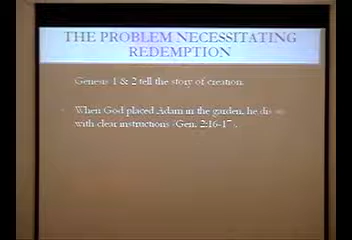 THE PROBLEM NECESSITATING
REDEMPTION
Genesis 1 & 2 tell the story of creation.
When God placed Adam in the garden, he did so
with clear instructions (Gen. 2:16-17).